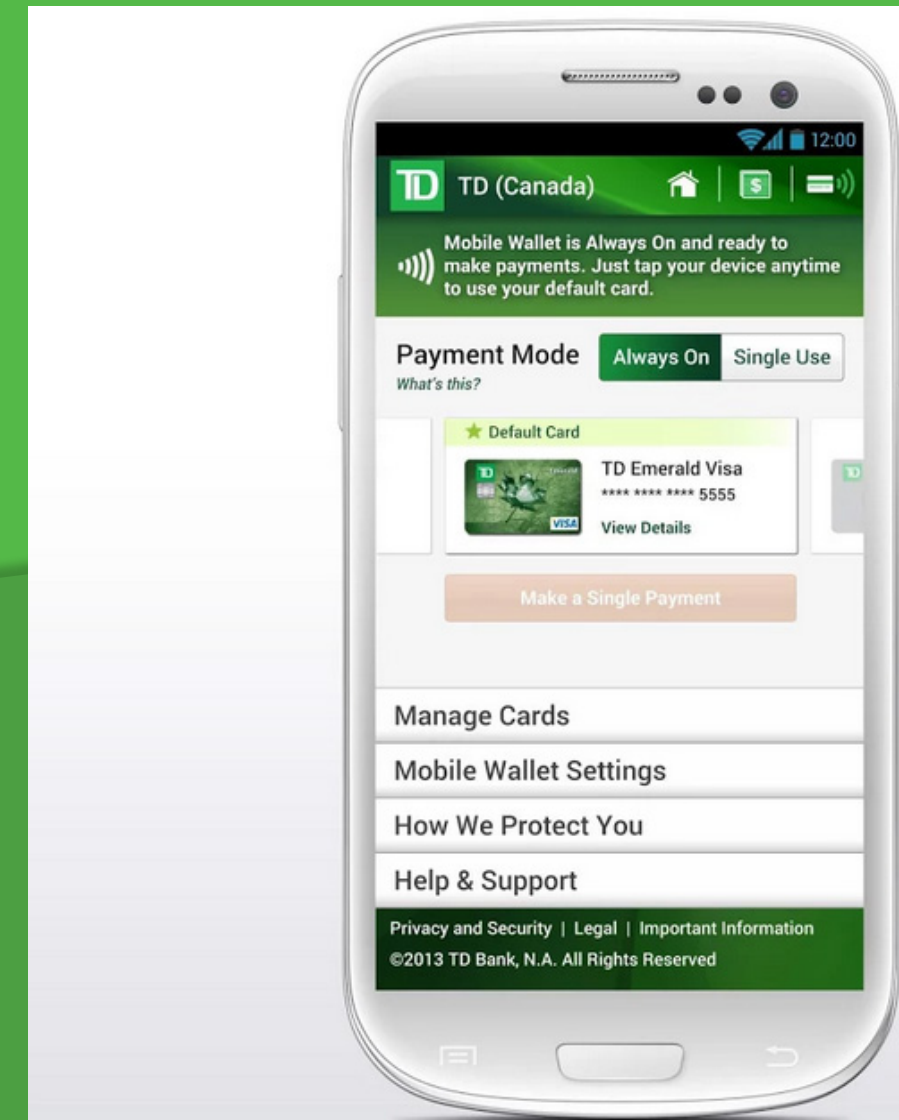 12:00
TD TD (Canada)
$
Mobile Wallet is Always On and ready to
make payments. Just tap your device anytime
to use your default card.
Payment Mode
Always On
Single Use
What's this?
Default Card
TD
TD Emerald Visa
**** **** **** 5555
VISA
View Details
TD
Make a Single Payment
Manage Cards
Mobile Wallet Settings
How We Protect You
Help & Support
Privacy and Security | Legal | Important Information
©2013 TD Bank, N.A. All Rights Reserved